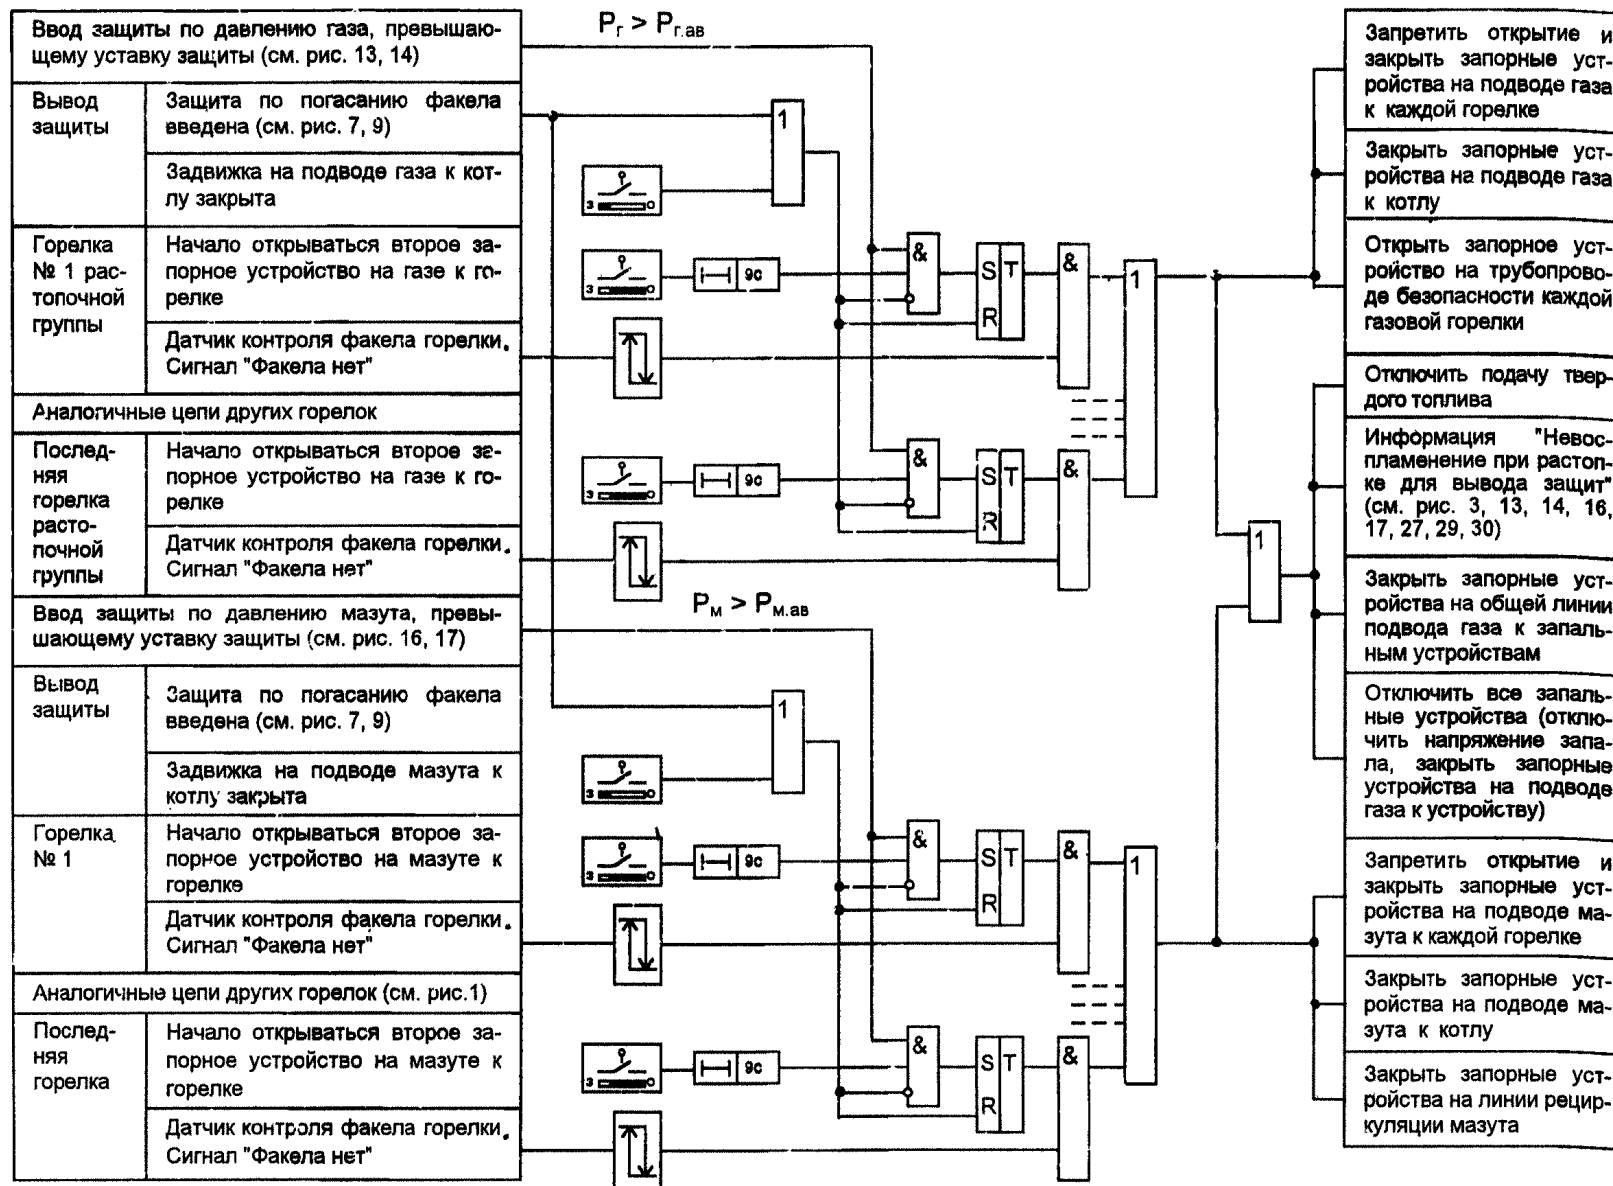 Ввод защиты по давлению газа, превышаю-
щему уставку защиты (см. рис. 13, 14)
Вывод
защиты
Защита по погасанию факела
введена (см. рис. 7, 9)
Задвижка на подводе газа к кот-
лу закрыта
Горелка
№ 1 рас-
топочной
группы
Начало открываться второе за-
порное устройство на газе к го-
релке
Датчик контроля факела горелки.
Сигнал "Факела нет"
Аналогичные цепи других горелок
Послед-
няя
горелка
расто-
почной
группы
Начало открываться второе за-
порное устройство на газе к го-
релке
Датчик контроля факела горелки.
Сигнал "Факела нет"
Ввод защиты по давлению мазута, превы-
шающему уставку защиты (см. рис. 16, 17)
Вывод
защиты
Защита по погасанию факела
введена (см. рис. 7, 9)
Задвижка на подводе мазута к
котлу закрыта
Горелка
№ 1
Начало открываться второе за-
порное устройство на мазуте к
горелке
Датчик контроля факела горелки.
Сигнал "Факела нет"
Аналогичные цепи других горелок (см. рис.1)
Послед-
няя
горелка
Начало открываться второе за-
порное устройство на мазуте к
горелке
Датчик контроля факела горелки.
Сигнал "Факела нет"
Pг > Pг.ав
1
З О
З О
9с
&
S T
R
&
1
З О
9с
&
S T
R
&
Pм > Pм.ав
1
З О
З О
9с
&
S T
R
&
1
З О
9с
&
S T
R
&
1
Запретить открытие и
закрыть запорные уст-
ройства на подводе газа
к каждой горелке
Закрыть запорные уст-
ройства на подводе газа
к котлу
Открыть запорное уст-
ройство на трубопрово-
де безопасности каждой
газовой горелки
Отключить подачу твер-
дого топлива
Информация "Невос-
пламенение при растоп-
ке для вывода защит"
(см. рис. 3, 13, 14, 16,
17, 27, 29, 30)
Закрыть запорные уст-
ройства на общей линии
подвода газа к запаль-
ным устройствам
Отключить все запаль-
ные устройства (отклю-
чить напряжение запа-
ла, закрыть запорные
устройства на подводе
газа к устройству)
Запретить открытие и
закрыть запорные уст-
ройства на подводе ма-
зута к каждой горелке
Закрыть запорные уст-
ройства на подводе ма-
зута к котлу
Закрыть запорные уст-
ройства на линии рецир-
куляции мазута